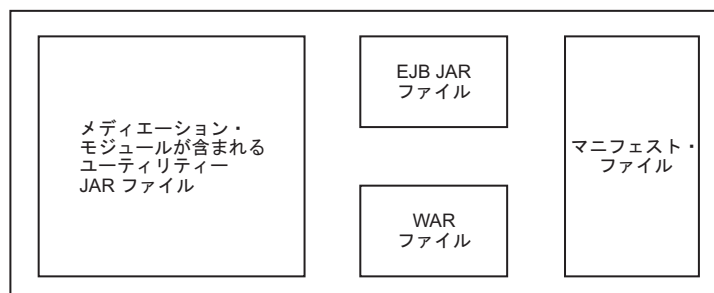 メディエーション・
モジュールが含まれる
ユーティリティー
JAR ファイル
EJB JAR
ファイル
WAR
ファイル
マニフェスト・
ファイル